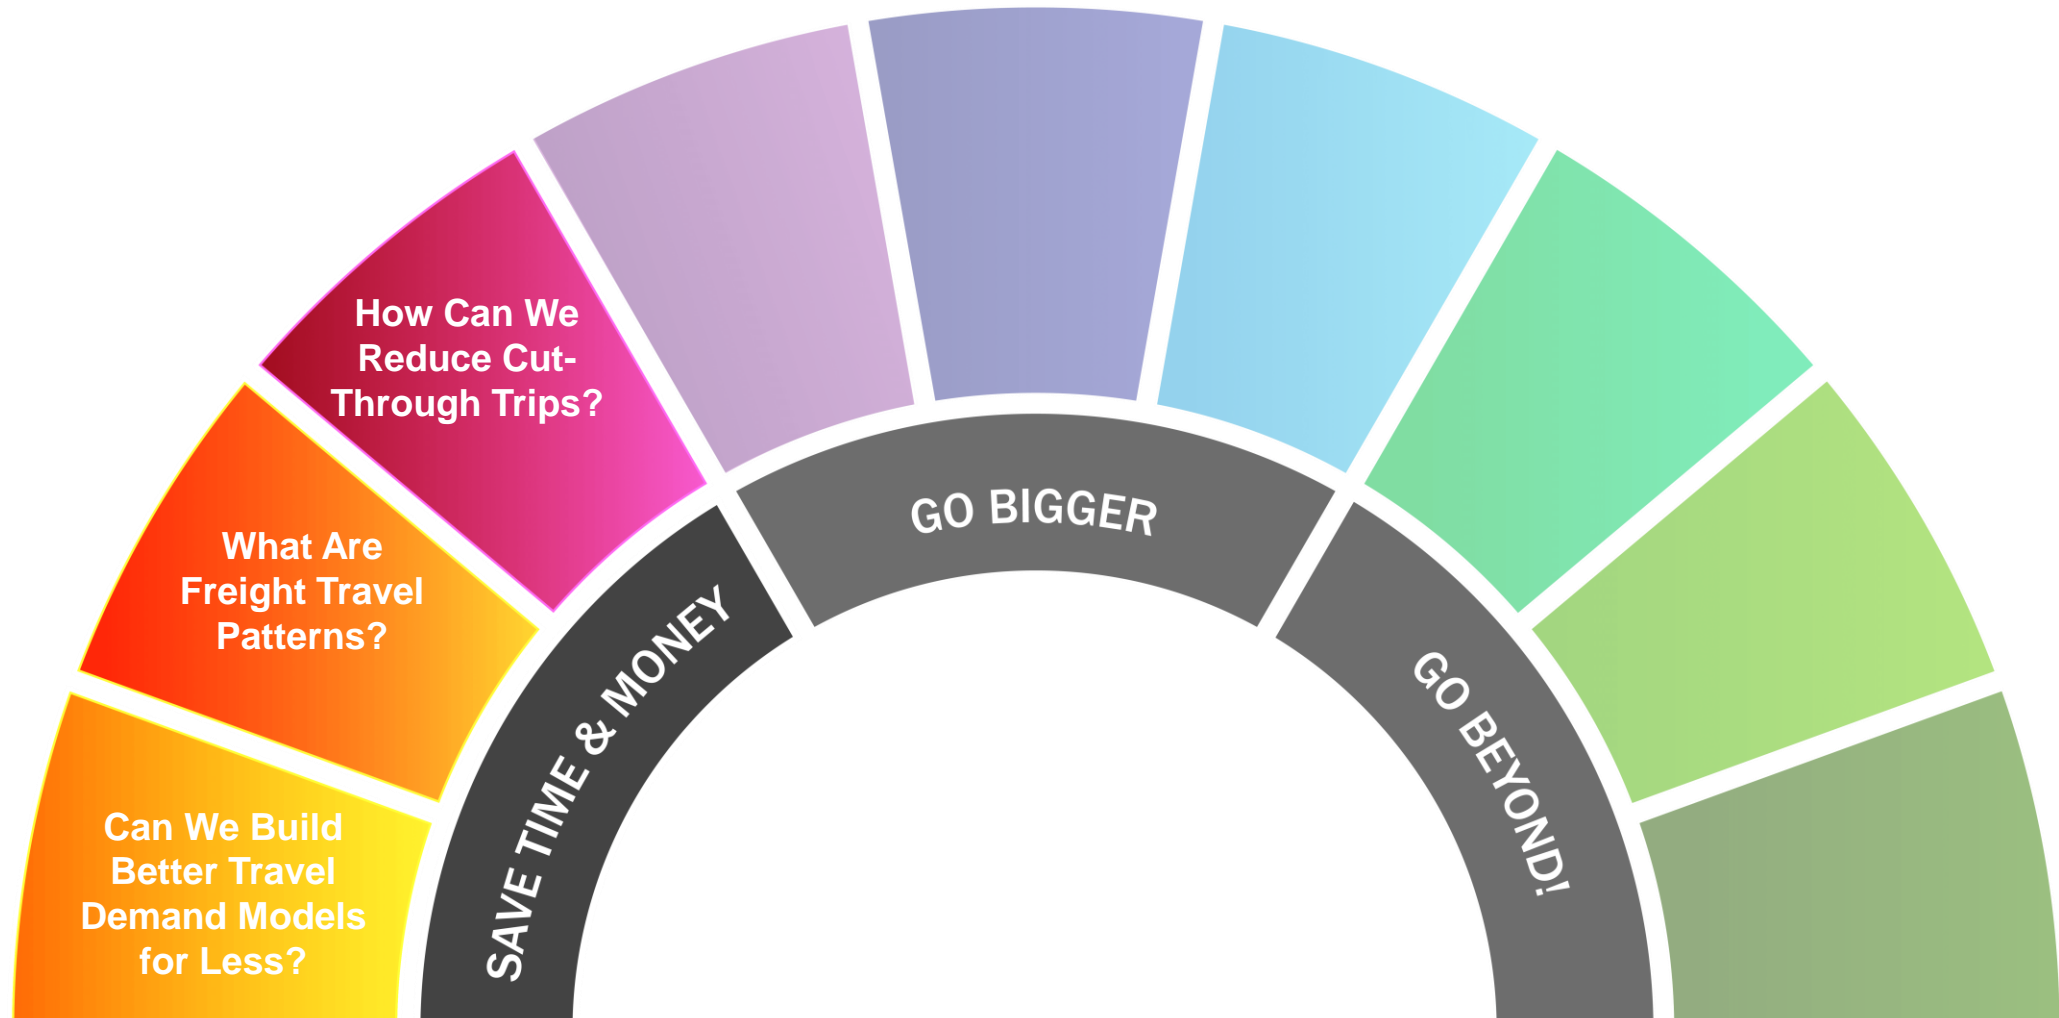 How Can We
Reduce Cut-
Through Trips?
What Are
Freight Travel
Patterns?
Can We Build
Better Travel
Demand Models
for Less?
SAVE TIME & MONEY
GO BIGGER
GO BEYOND!